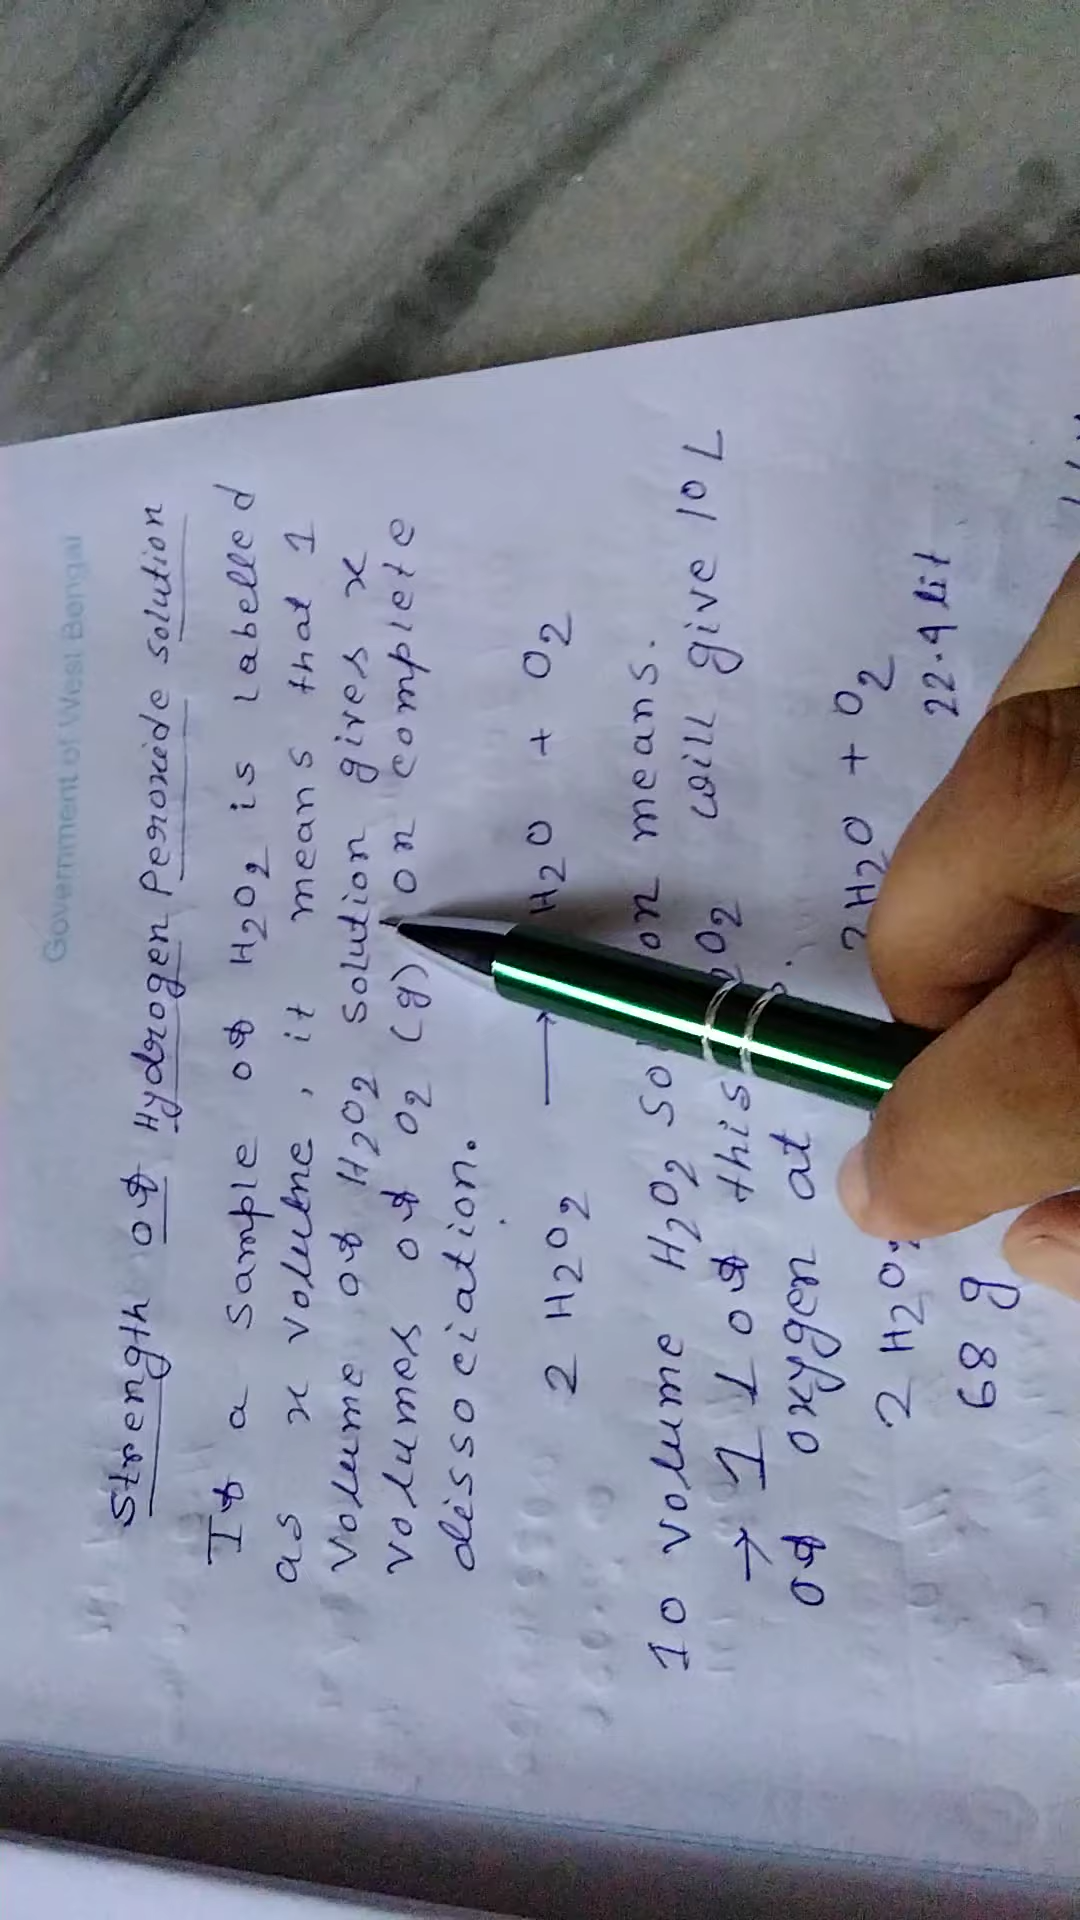 Government of West Bengal
Strength of Hydrogen Peroxide solution
If a sample of H2O2 is labelled
as x volume, it means that 1
volume of H2O2 solution gives x
volumes of O2 (g) on complete
dissociation.
2 H2O2 ⟶ H2O + O2
10 volume H2O2 so on means.
→ 1 L of this O2 will give 10 L
of oxygen at
2 H2O 2H2O + O2
68 g 22.4 lit